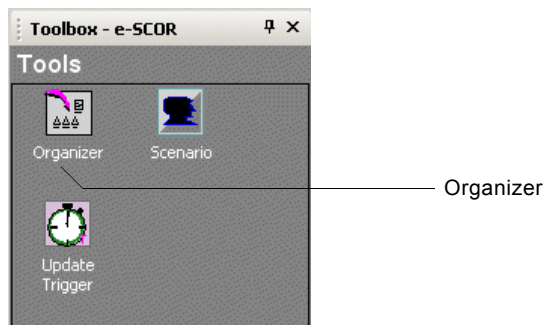 Toolbox - e-SCOR
Tools
Organizer
Scenario
Organizer
Update
Trigger